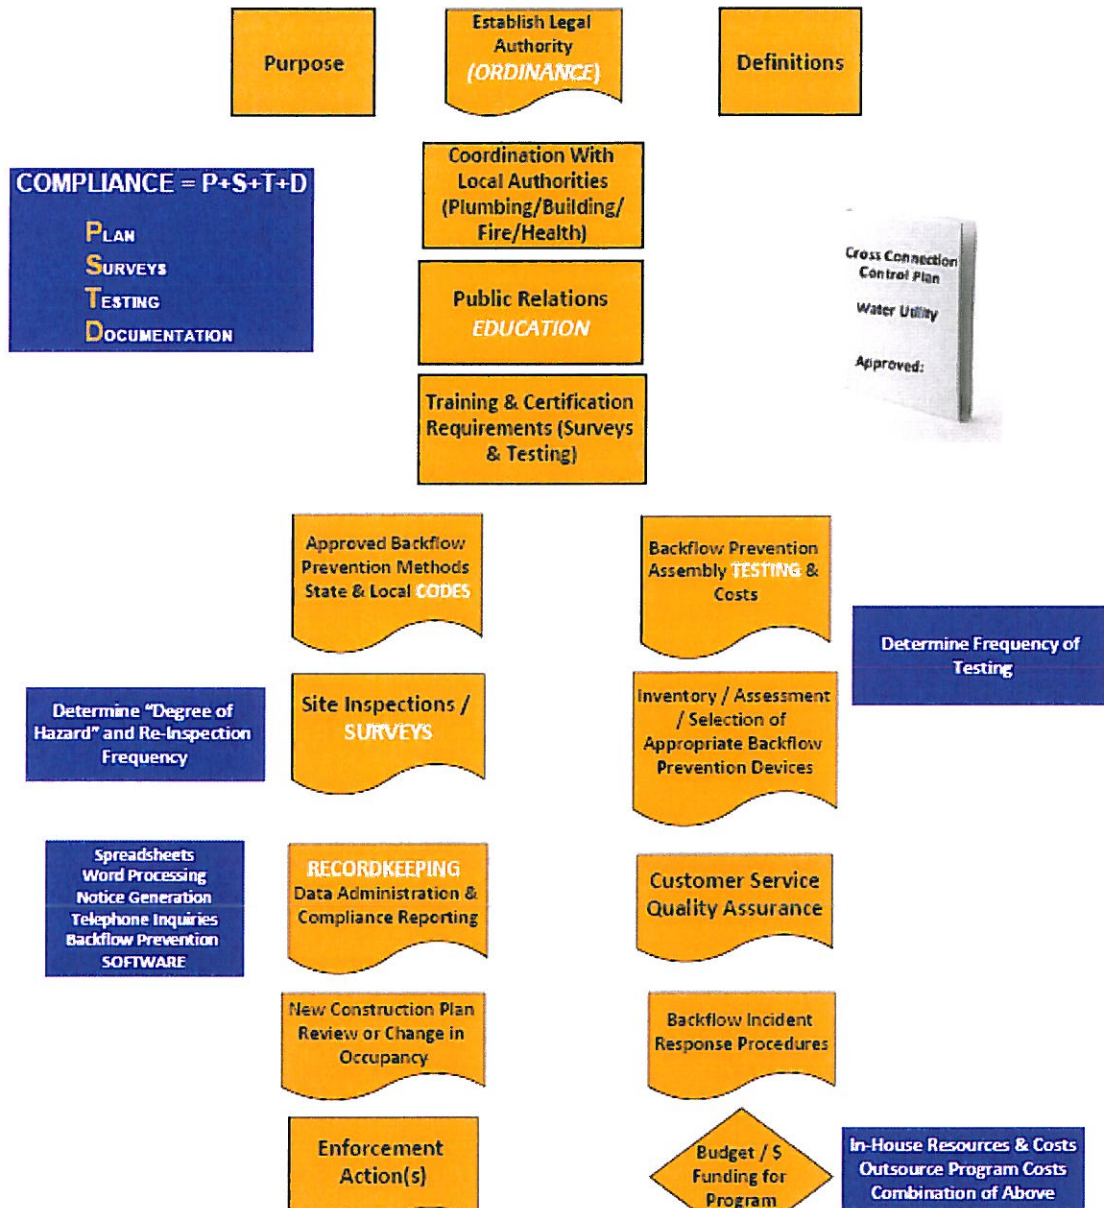 Purpose
Establish Legal
Authority
(ORDINANCE)
Definitions
COMPLIANCE = P+S+T+D
PLAN
SURVEYS
TESTING
DOCUMENTATION
Coordination With
Local Authorities
(Plumbing/Building/
Fire/Health)
Public Relations
EDUCATION
Training & Certification
Requirements (Surveys
& Testing)
Cross Connection
Control Plan
Water Utility
Approved:
Approved Backflow
Prevention Methods
State & Local CODES
Backflow Prevention
Assembly TESTING &
Costs
Determine Frequency of
Testing
Determine "Degree of
Hazard" and Re-Inspection
Frequency
Site Inspections /
SURVEYS
Inventory / Assessment
/ Selection of
Appropriate Backflow
Prevention Devices
Spreadsheets
Word Processing
Notice Generation
Telephone Inquiries
Backflow Prevention
SOFTWARE
RECORDKEEPING
Data Administration &
Compliance Reporting
Customer Service
Quality Assurance
New Construction Plan
Review or Change in
Occupancy
Backflow Incident
Response Procedures
Enforcement
Action(s)
Budget / $
Funding for
Program
In-House Resources & Costs
Outsource Program Costs
Combination of Above